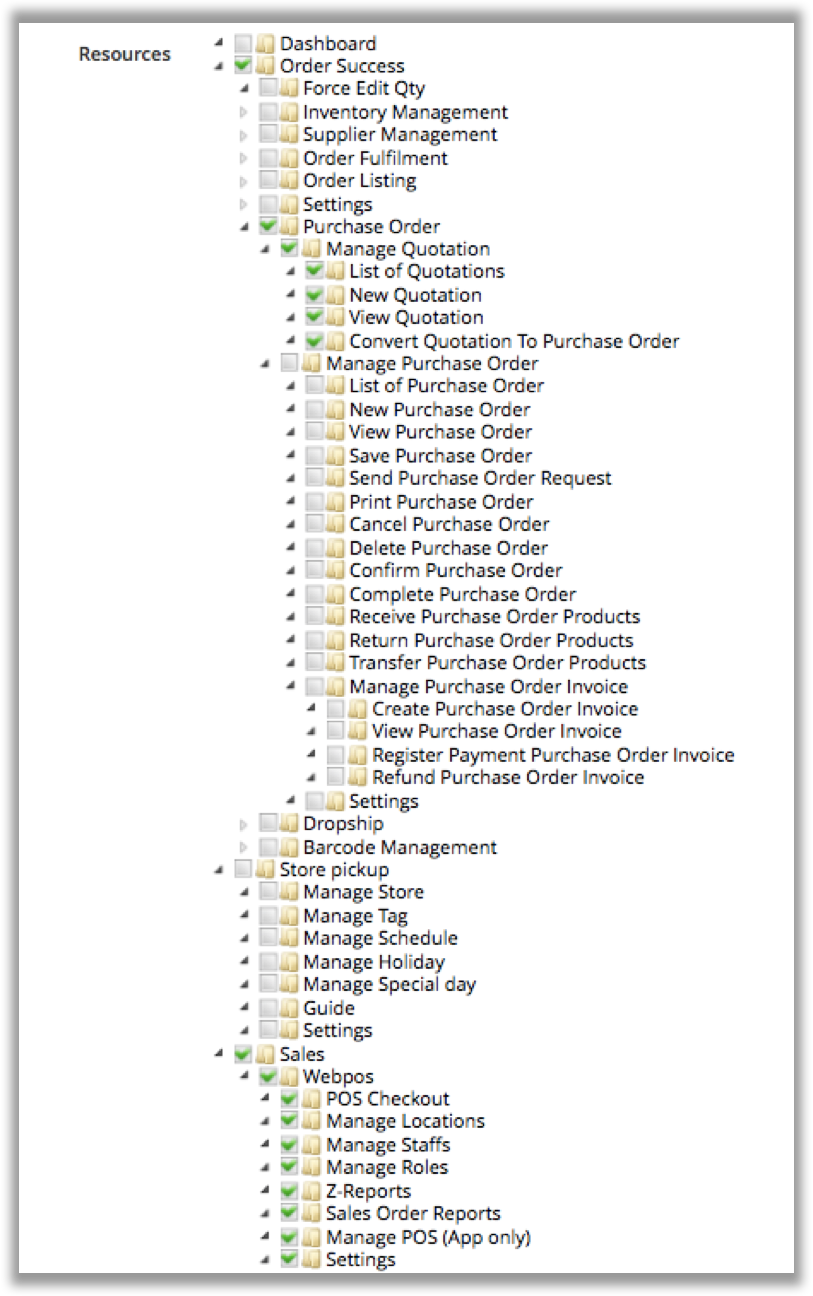 Resources
Dashboard
Order Success
Force Edit Qty
Inventory Management
Supplier Management
Order Fulfilment
Order Listing
Settings
Purchase Order
Manage Quotation
List of Quotations
New Quotation
View Quotation
Convert Quotation To Purchase Order
Manage Purchase Order
List of Purchase Order
New Purchase Order
View Purchase Order
Save Purchase Order
Send Purchase Order Request
Print Purchase Order
Cancel Purchase Order
Delete Purchase Order
Confirm Purchase Order
Complete Purchase Order
Receive Purchase Order Products
Return Purchase Order Products
Transfer Purchase Order Products
Manage Purchase Order Invoice
Create Purchase Order Invoice
View Purchase Order Invoice
Register Payment Purchase Order Invoice
Refund Purchase Order Invoice
Settings
Dropship
Barcode Management
Store pickup
Manage Store
Manage Tag
Manage Schedule
Manage Holiday
Manage Special day
Guide
Settings
Sales
Webpos
POS Checkout
Manage Locations
Manage Staffs
Manage Roles
Z-Reports
Sales Order Reports
Manage POS (App only)
Settings